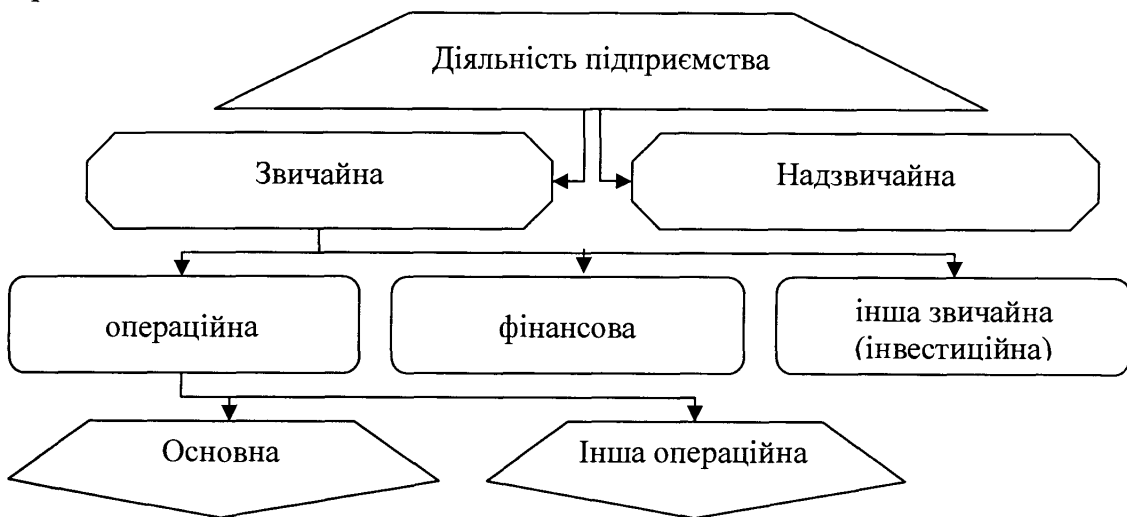 Діяльність підприємства
Звичайна
Надзвичайна
операційна
фінансова
інша звичайна
(інвестиційна)
Основна
Інша операційна